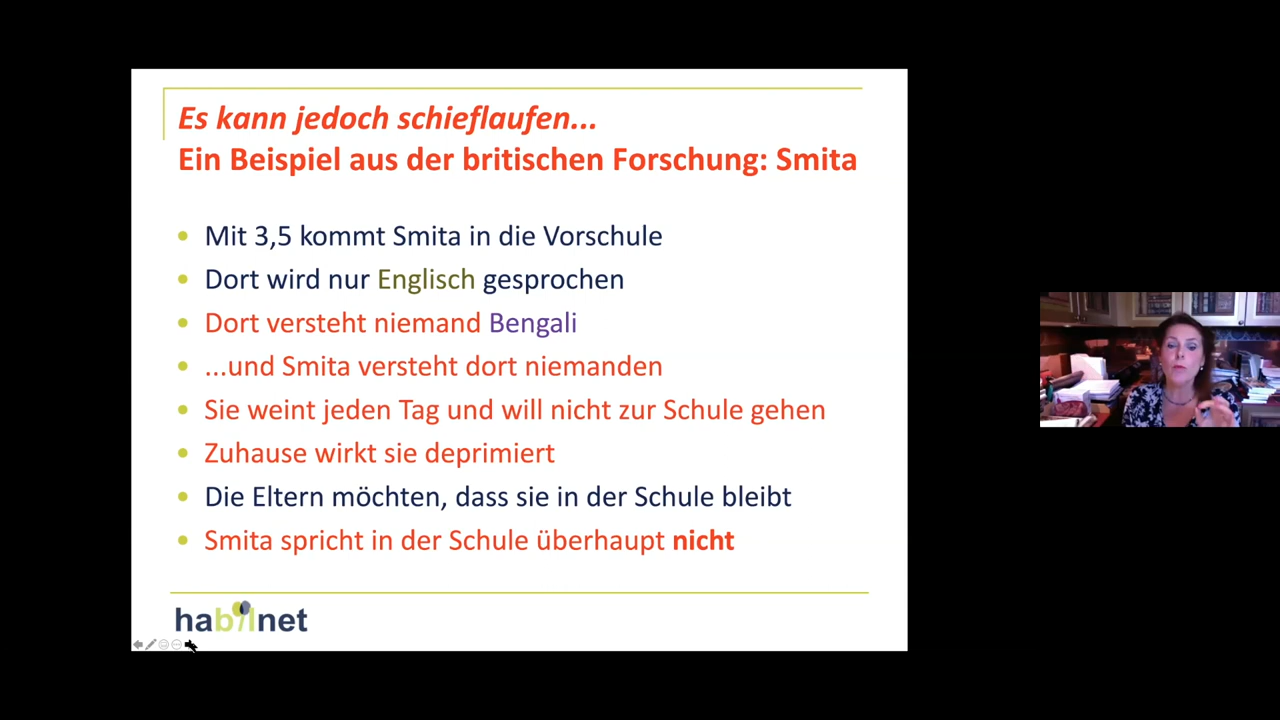 Es kann jedoch schieflaufen...
Ein Beispiel aus der britischen Forschung: Smita
Mit 3,5 kommt Smita in die Vorschule
Dort wird nur Englisch gesprochen
Dort versteht niemand Bengali
...und Smita versteht dort niemanden
Sie weint jeden Tag und will nicht zur Schule gehen
Zuhause wirkt sie deprimiert
Die Eltern möchten, dass sie in der Schule bleibt
Smita spricht in der Schule überhaupt nicht
habilnet